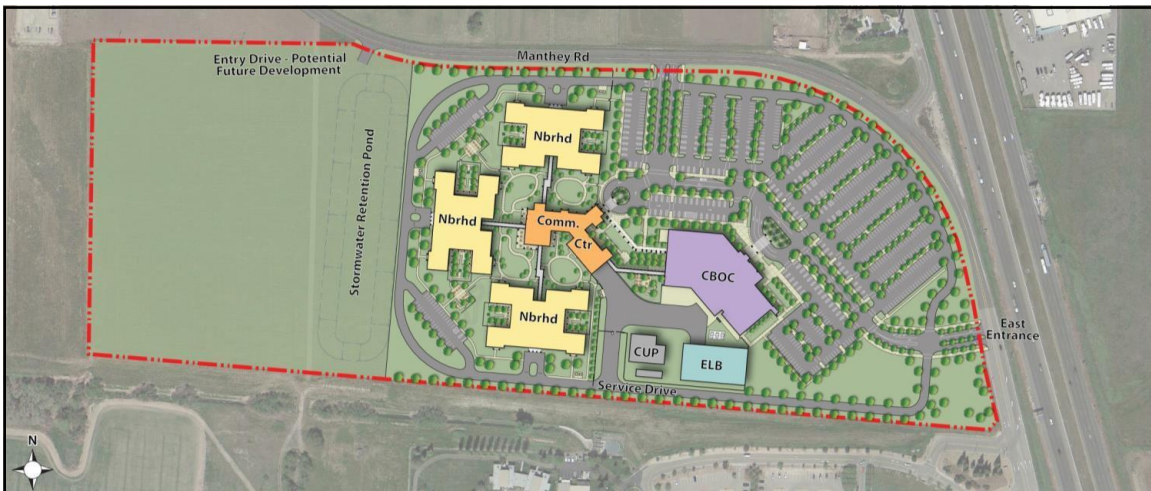 Manthey Rd
Entry Drive - Potential
Future Development
Stormwater Retention Pond
Nbrhd
Nbrhd
Comm.
Ctr
CBOC
Nbrhd
East
Entrance
CUP
ELB
Service Drive
N